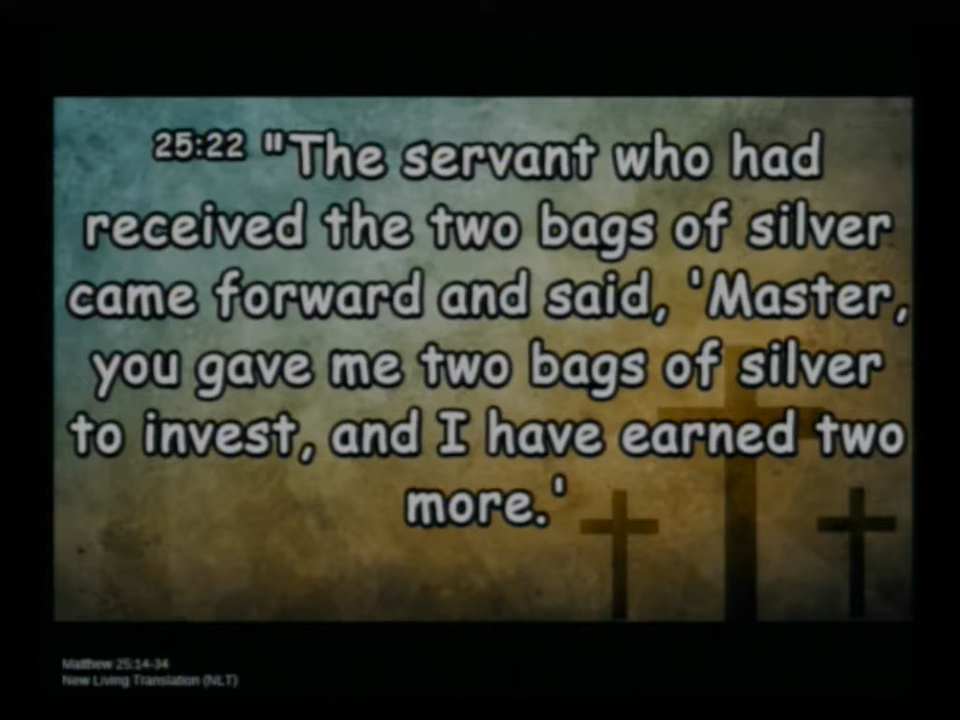 25:22 "The servant who had
received the two bags of silver
came forward and said, 'Master,
you gave me two bags of silver
to invest, and I have earned two
more.'
Matthew 25:14-34
New Living Translation (NLT)